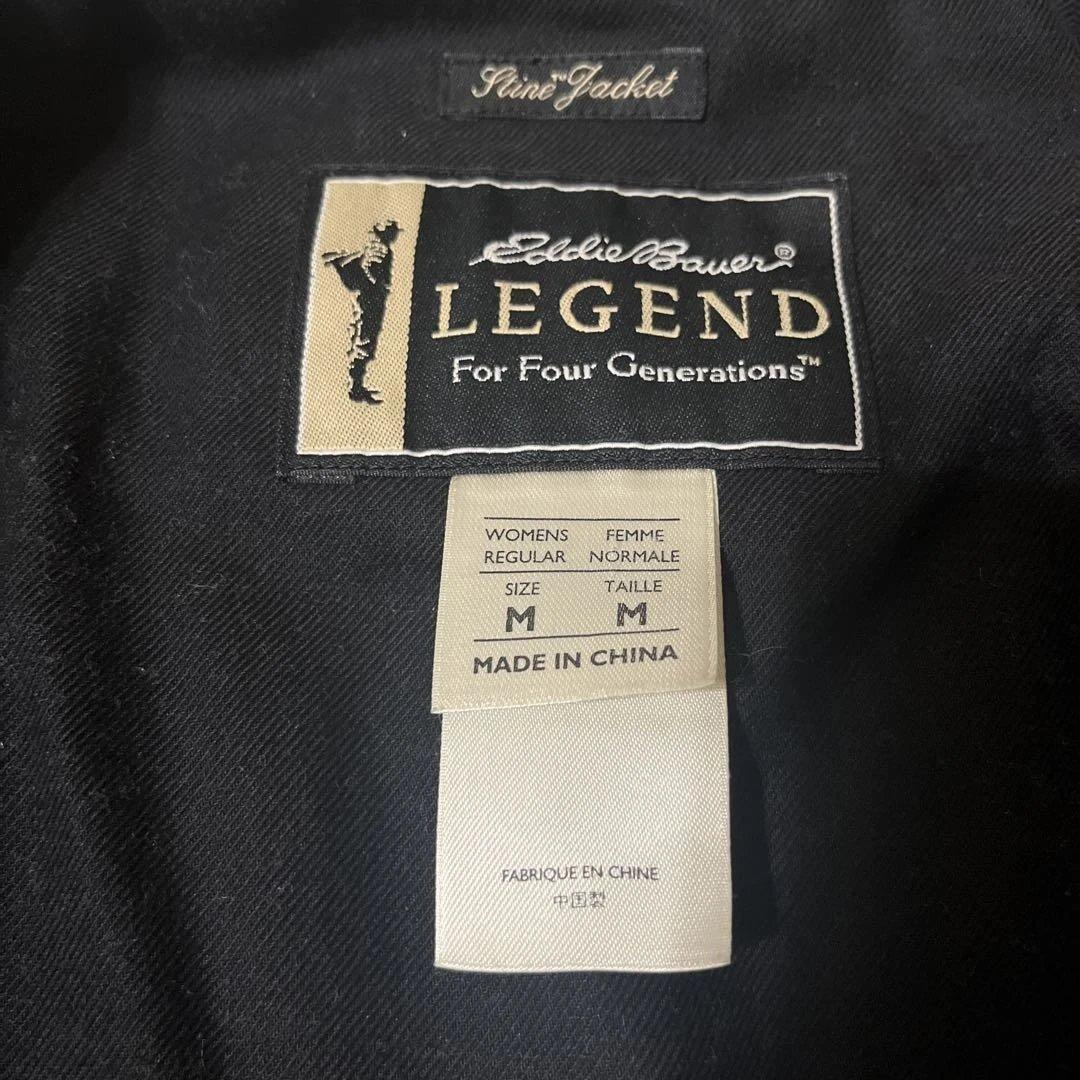 Stine™ Jacket
Eddie Bauer®
LEGEND
For Four Generations™
WOMENS FEMME
REGULAR NORMALE
SIZE TAILLE
M M
MADE IN CHINA
FABRIQUE EN CHINE
中国製